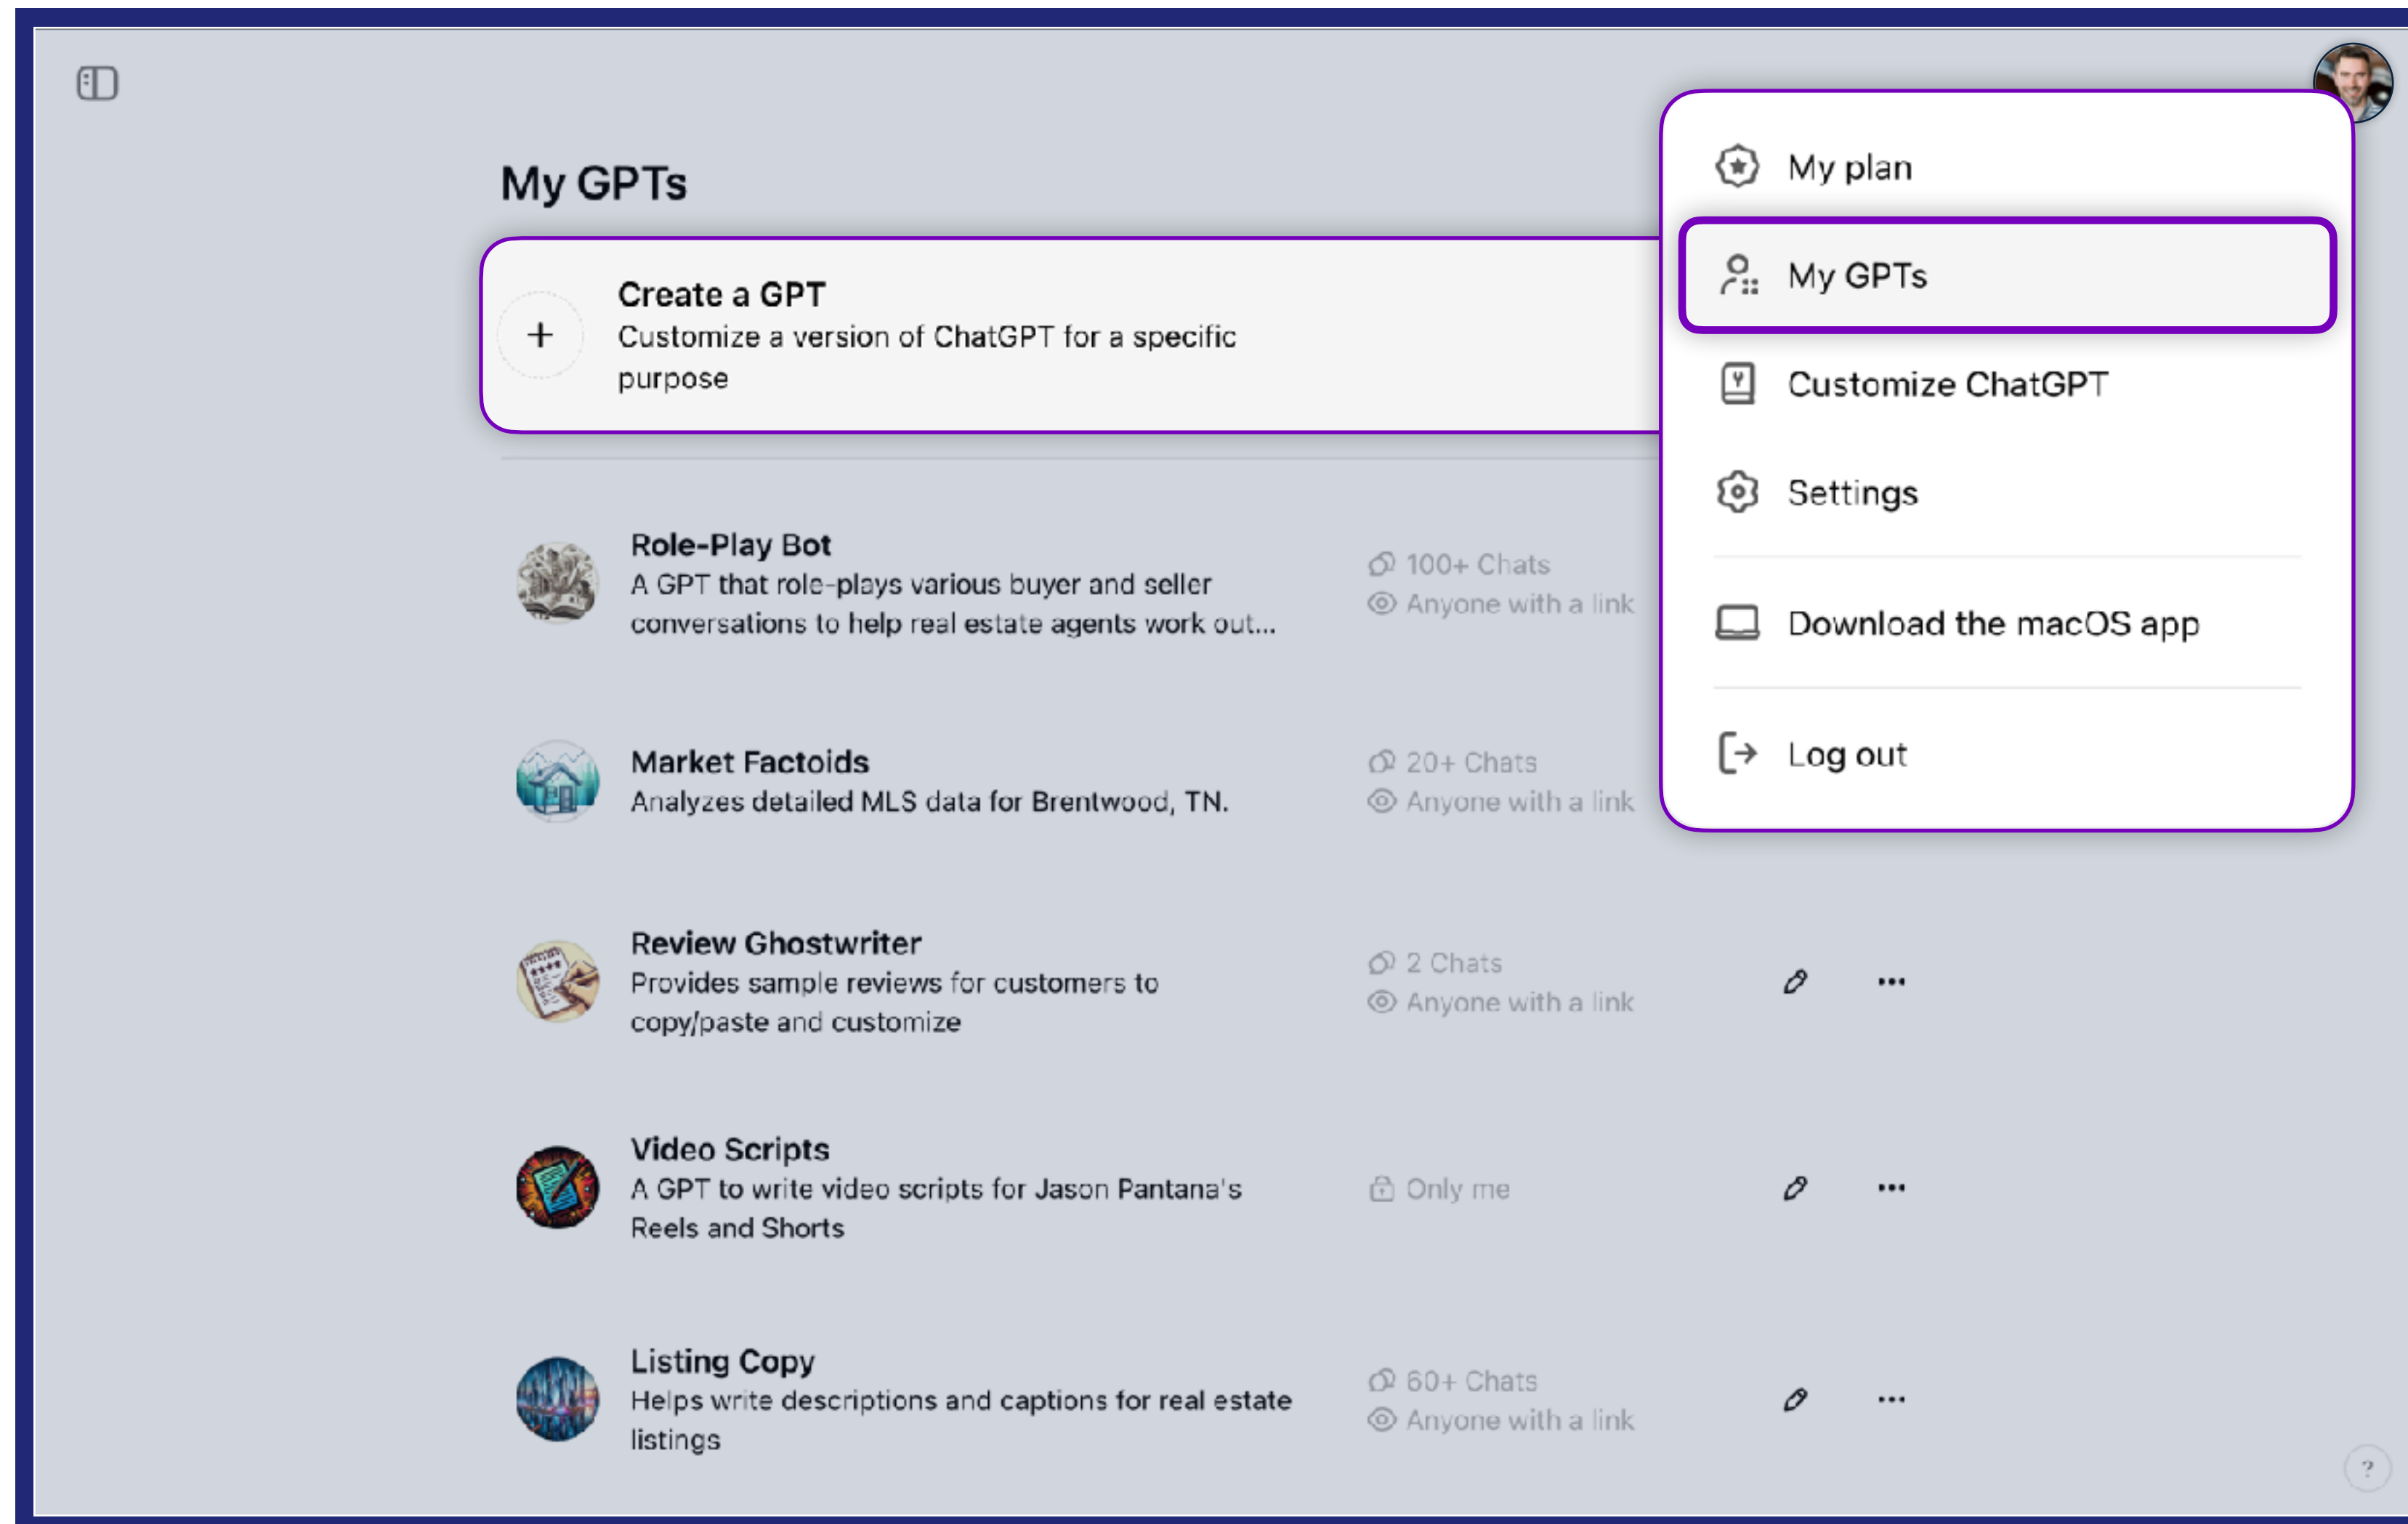 My GPTs
Create a GPT
Customize a version of ChatGPT for a specific
purpose
Role-Play Bot
A GPT that role-plays various buyer and seller
conversations to help real estate agents work out...
100+ Chats
Anyone with a link
Market Factoids
Analyzes detailed MLS data for Brentwood, TN.
20+ Chats
Anyone with a link
Review Ghostwriter
Provides sample reviews for customers to
copy/paste and customize
2 Chats
Anyone with a link
Video Scripts
A GPT to write video scripts for Jason Pantana's
Reels and Shorts
Only me
Listing Copy
Helps write descriptions and captions for real estate
listings
60+ Chats
Anyone with a link
My plan
My GPTs
Customize ChatGPT
Settings
Download the macOS app
Log out
?